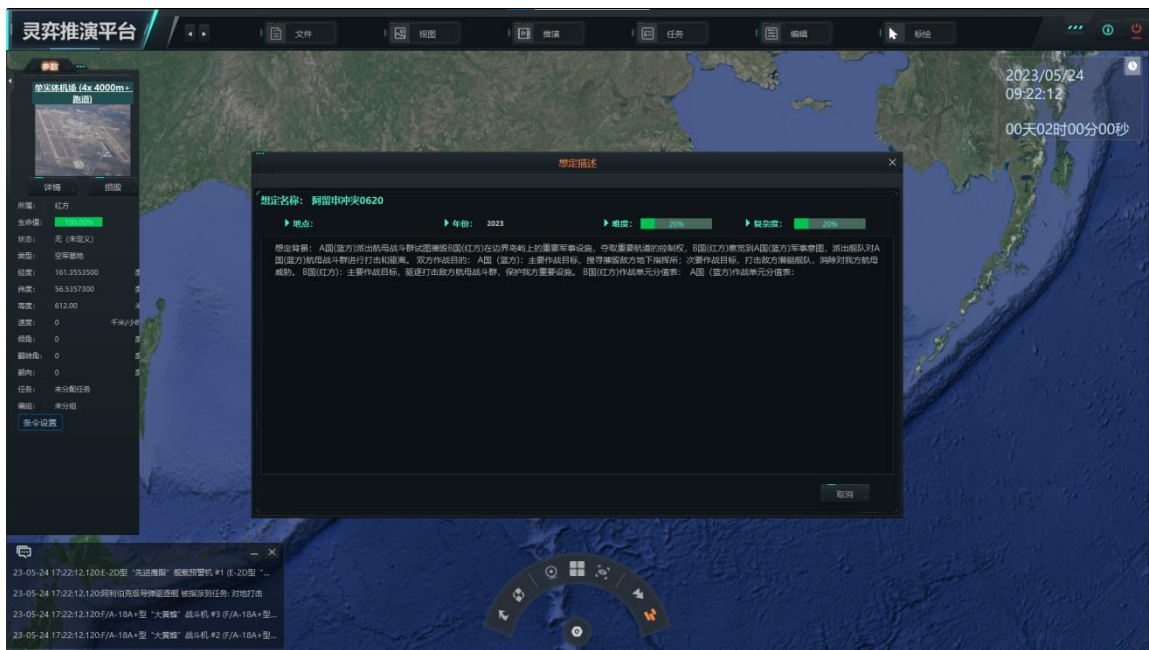 灵弈推演平台
文件
视图
推演
任务
编辑
标绘
2023/05/24
09:22:12
00天02时00分00秒
参数
单实体机场 (4x 4000m+
跑道)
详情
损毁
所属: 红方
生命值: 100.00%
状态: 无 (未定义)
类型: 空军基地
经度: 161.3553500 度
纬度: 56.5357300 度
高度: 612.00 米
速度: 0 千米/小时
倾角: 0 度
翻转角: 0 度
朝向: 0 度
任务: 未分配任务
编组: 未分组
条令设置
想定描述
想定名称: 阿留申冲突0620
地点:
年份: 2023
难度: 20%
复杂度: 20%
想定背景: A国(蓝方)派出航母战斗群试图摧毁B国(红方)在边界岛屿上的重要军事设施，夺取重要航道的控制权，B国(红方)察觉到A国(蓝方)军事意图，派出舰队对A
国(蓝方)航母战斗群进行打击和驱离。 双方作战目的: A国 (蓝方): 主要作战目标，搜寻摧毁敌方地下指挥所；次要作战目标，打击敌方潜艇舰队，消除对我方航母
威胁。 B国(红方): 主要作战目标，驱逐打击敌方航母战斗群，保护我方重要设施。 B国(红方)作战单元分值表: A国 (蓝方)作战单元分值表:
取消
23-05-24 17:22:12.120:E-2D型 "先进鹰眼" 舰载预警机 #1 (E-2D型 "...
23-05-24 17:22:12.120:阿利伯克级导弹驱逐舰 被指派到任务: 对地打击
23-05-24 17:22:12.120:F/A-18A+型 "大黄蜂" 战斗机 #3 (F/A-18A+型...
23-05-24 17:22:12.120:F/A-18A+型 "大黄蜂" 战斗机 #2 (F/A-18A+型...